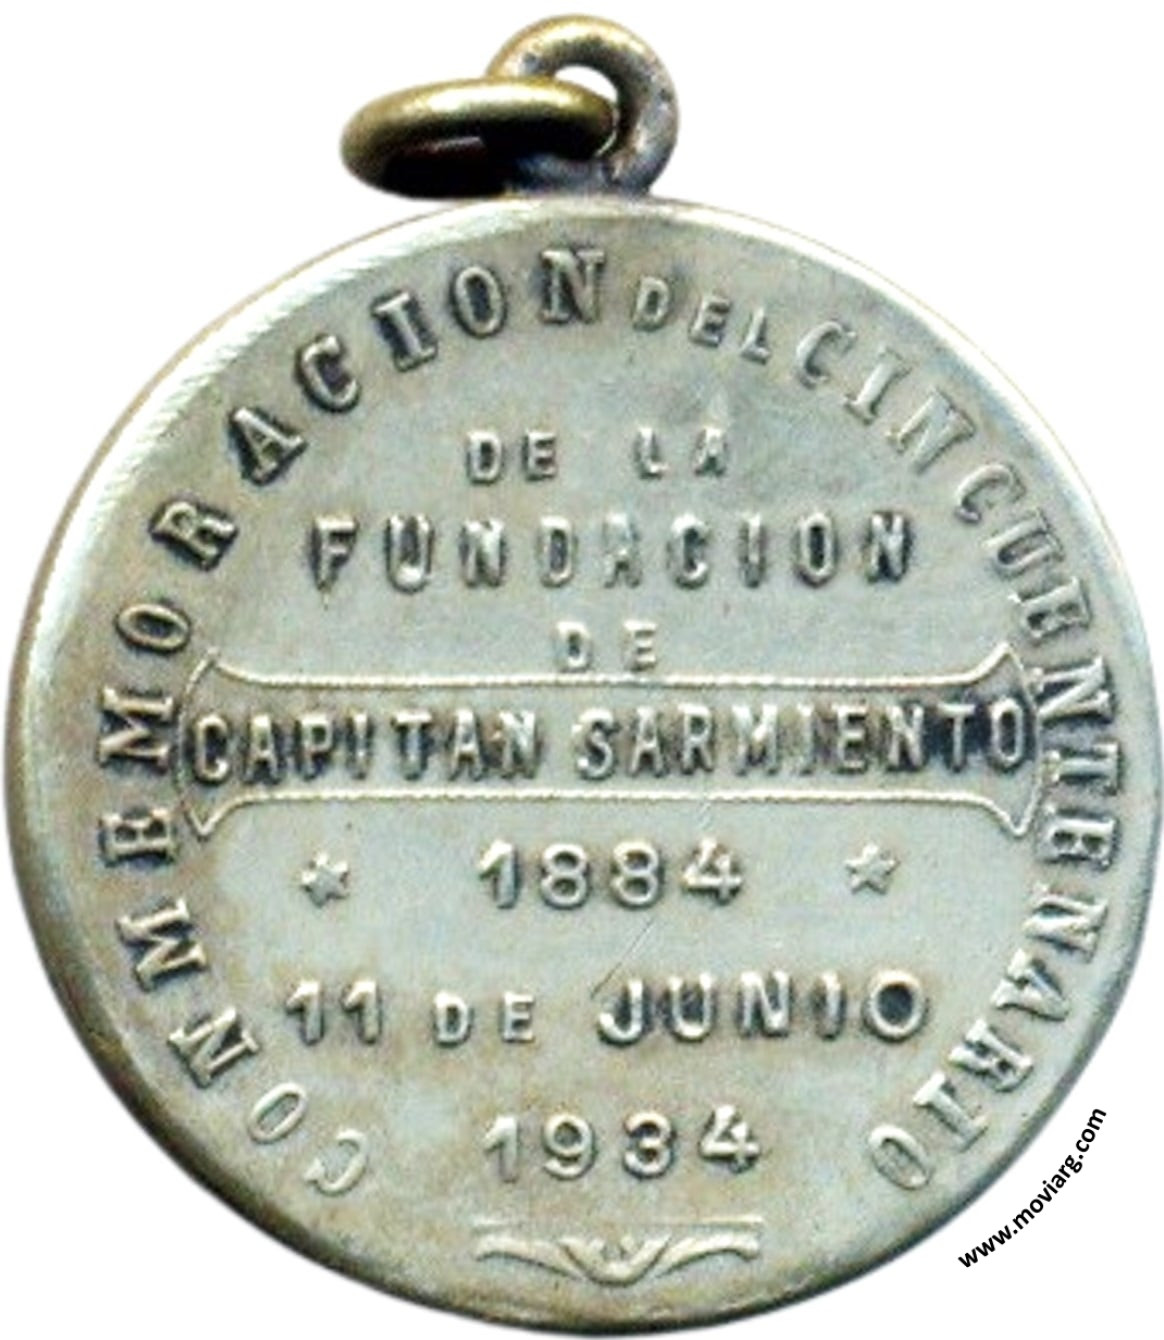 CONMEMORACION DEL CINCUENTENARIO
DE LA
FUNDACION
DE
CAPITAN SARMIENTO
1884
11 DE JUNIO
1934
www.moviarg.com